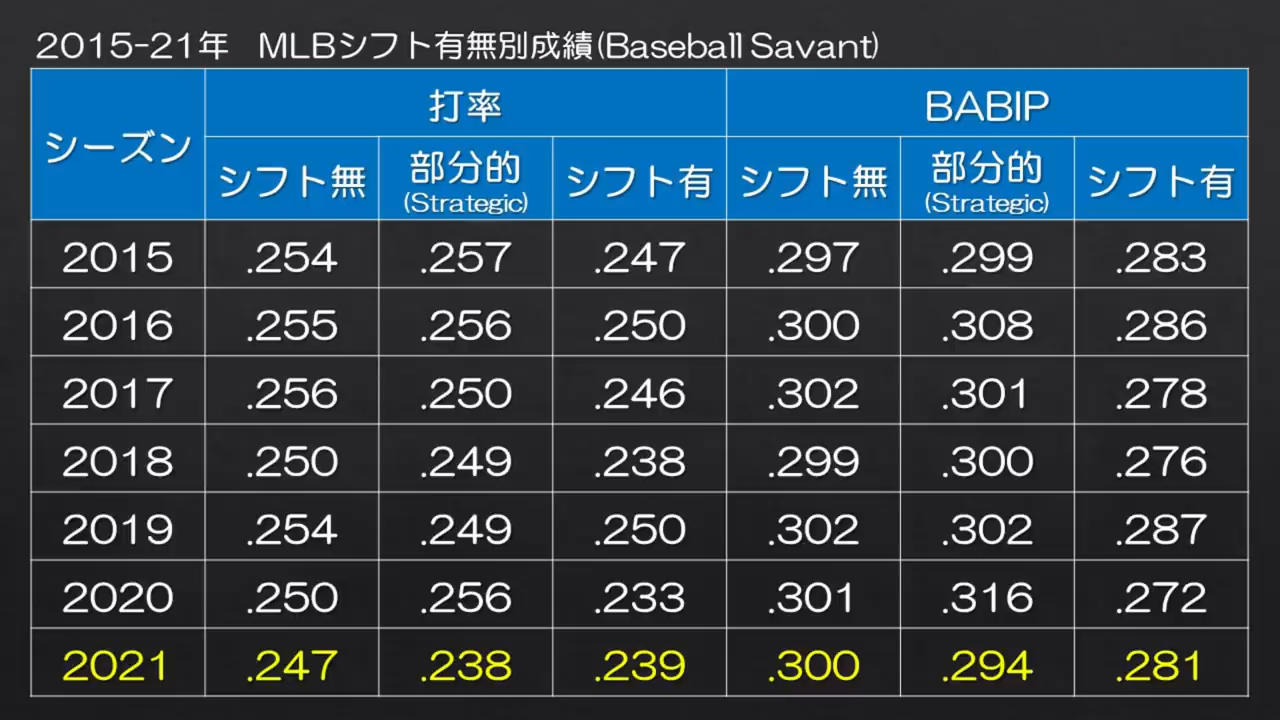 2015-21年 MLBシフト有無別成績(Baseball Savant)
シーズン 打率 BABIP
シフト無 部分的 (Strategic) シフト有 シフト無 部分的 (Strategic) シフト有
2015 .254 .257 .247 .297 .299 .283
2016 .255 .256 .250 .300 .308 .286
2017 .256 .250 .246 .302 .301 .278
2018 .250 .249 .238 .299 .300 .276
2019 .254 .249 .250 .302 .302 .287
2020 .250 .256 .233 .301 .316 .272
2021 .247 .238 .239 .300 .294 .281